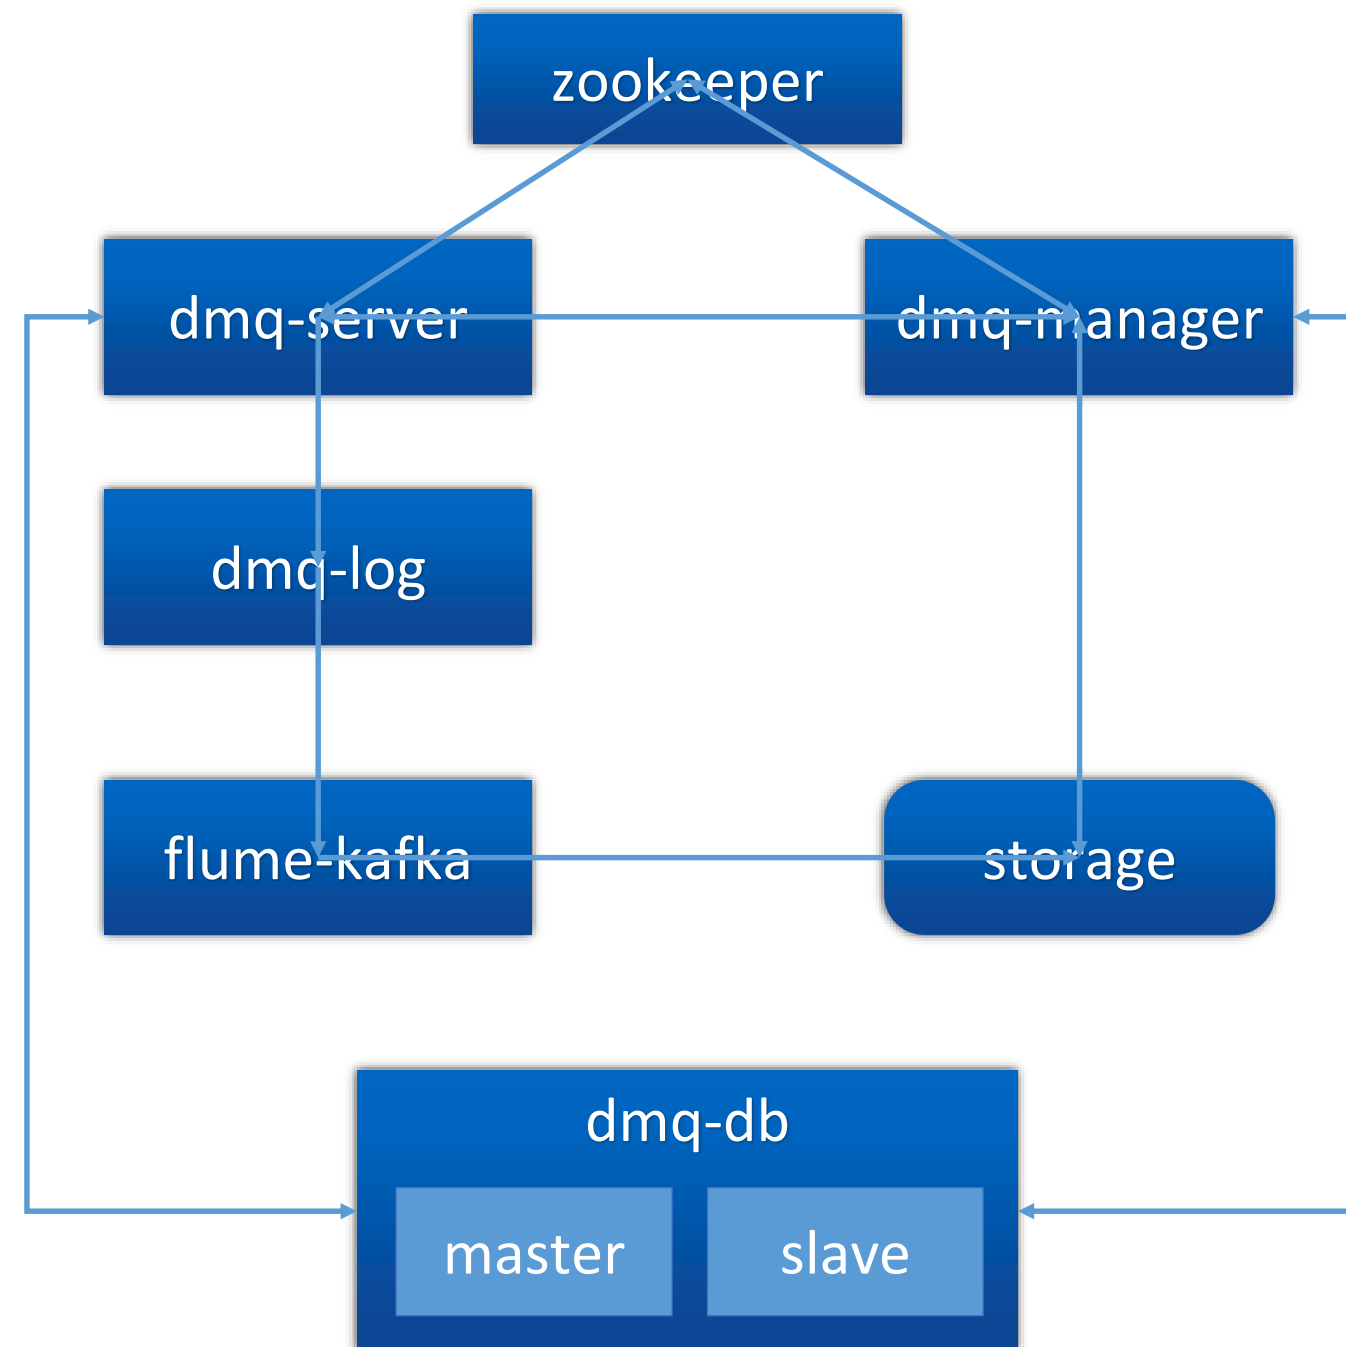 zookeeper
dmq-server
dmq-manager
dmq-log
flume-kafka
storage
dmq-db
master
slave